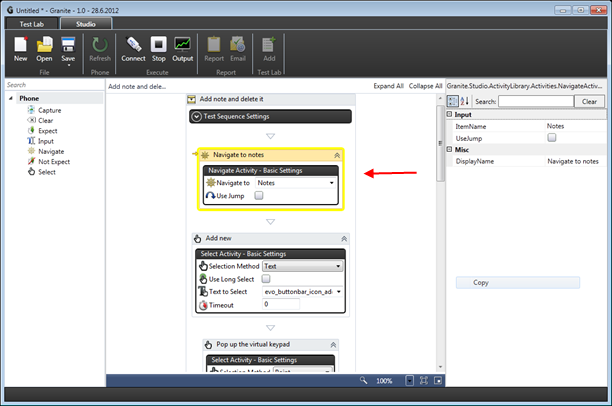 Untitled * - Granite - 1.0 - 28.6.2012
Test Lab
Studio
New
Open
Save
Refresh
Connect
Stop
Output
Report
Email
Add
File
Phone
Execute
Report
Test Lab
Search
Phone
Capture
Clear
Expect
Input
Navigate
Not Expect
Select
Add note and dele...
Expand All
Collapse All
Add note and delete it
Test Sequence Settings
Navigate to notes
Navigate Activity - Basic Settings
Navigate to
Notes
Use Jump
Add new
Select Activity - Basic Settings
Selection Method
Text
Use Long Select
Text to Select
evo_buttonbar_icon_ad
Timeout
0
Pop up the virtual keypad
Select Activity - Basic Settings
Selection Method
Point
100%
Granite.Studio.ActivityLibrary.Activities.NavigateActiv...
Search:
Clear
Input
ItemName
Notes
UseJump
Misc
DisplayName
Navigate to notes
Copy